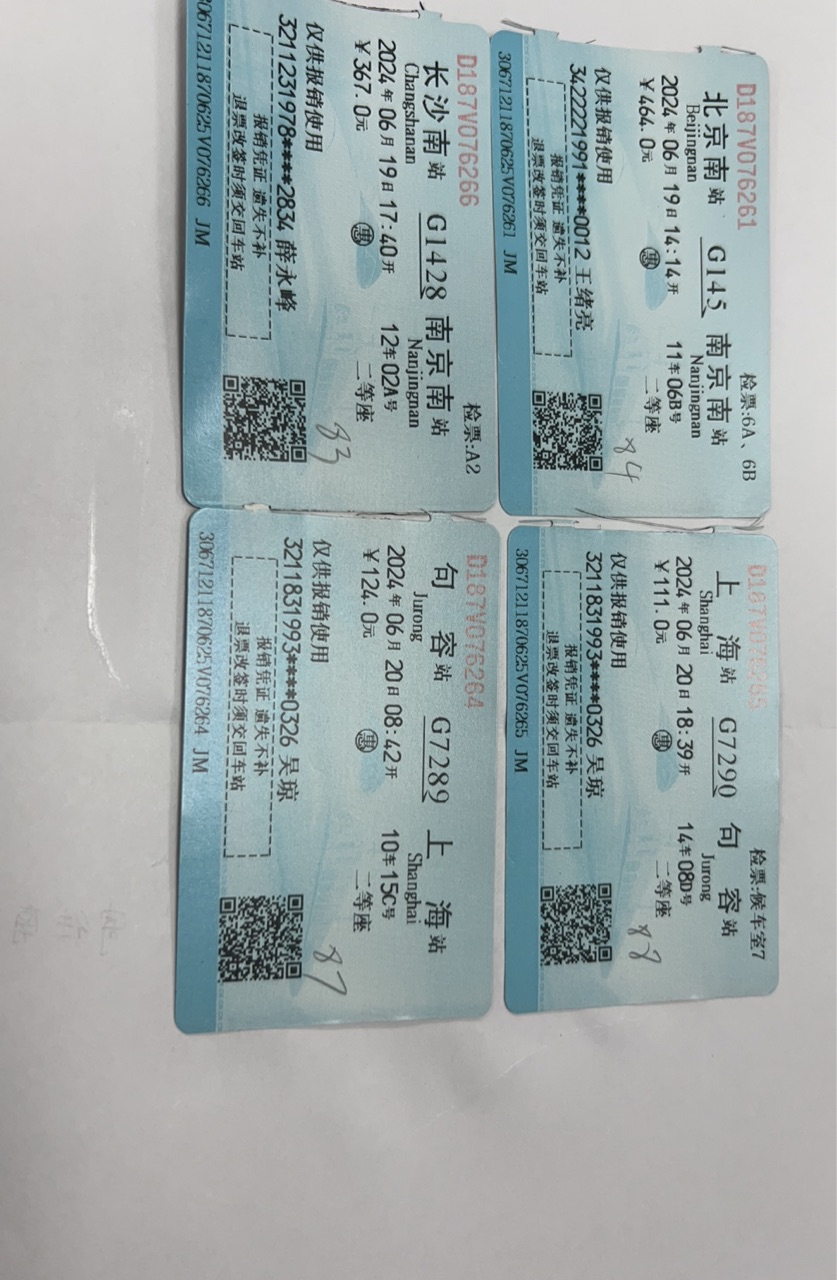 D187V076261
检票:6A、6B
北京南站 G145 南京南站
Beijingnan Nanjingnan
2024年06月19日14:14开 11车06B号
¥464.0元 惠 二等座
仅供报销使用
3422221991****0012 王绪亮
报销凭证 遗失不补
退票改签时须交回车站
30671211870625V076261 JM
84
D187V076265
检票:候车室7
上海站 G7290 句容站
Shanghai Jurong
2024年06月20日18:39开 14车08D号
¥111.0元 惠 二等座
仅供报销使用
3211831993****0326 吴琼
报销凭证 遗失不补
退票改签时须交回车站
30671211870625V076265 JM
88
D187V076266
检票:A2
长沙南站 G1428 南京南站
Changshanan Nanjingnan
2024年06月19日17:40开 12车02A号
¥367.0元 惠 二等座
仅供报销使用
3211231978****2834 薛永峰
报销凭证 遗失不补
退票改签时须交回车站
30671211870625V076266 JM
83
D187V076264
句容站 G7289 上海站
Jurong Shanghai
2024年06月20日08:42开 10车15C号
¥124.0元 惠 二等座
仅供报销使用
3211831993****0326 吴琼
报销凭证 遗失不补
退票改签时须交回车站
30671211870625V076264 JM
87